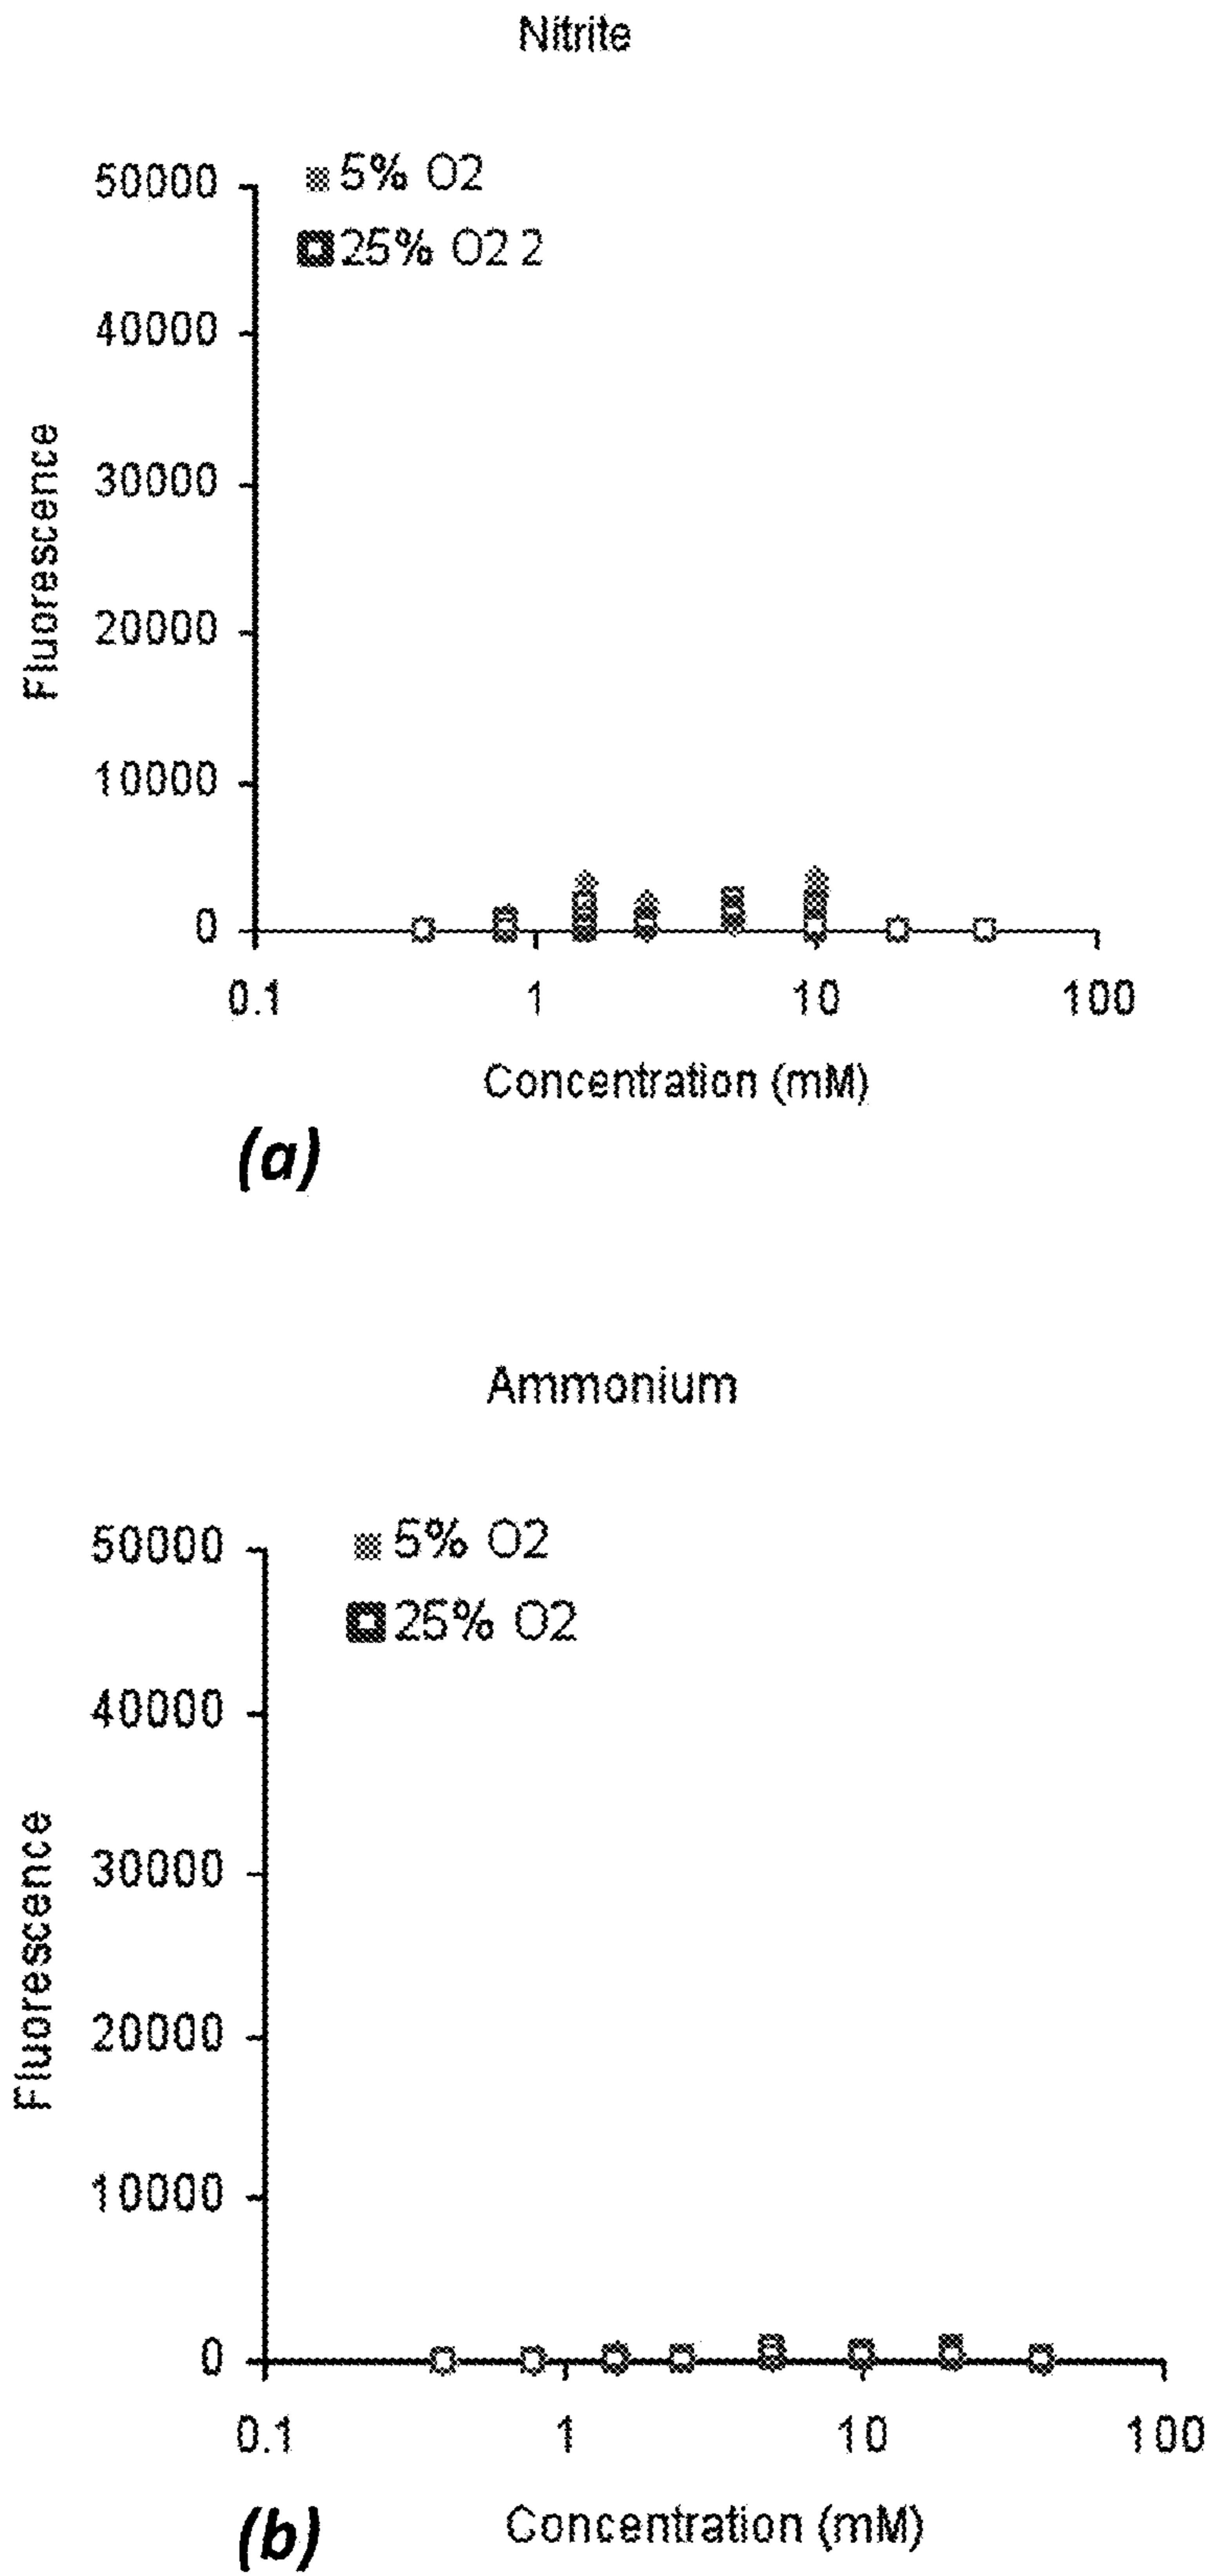 Nitrite
50000
5% O2
25% O2 2
40000
30000
20000
10000
0
Fluorescence
0.1 1 10 100
Concentration (mM)
(a)
Ammonium
50000
5% O2
25% O2
40000
30000
20000
10000
0
Fluorescence
0.1 1 10 100
Concentration (mM)
(b)